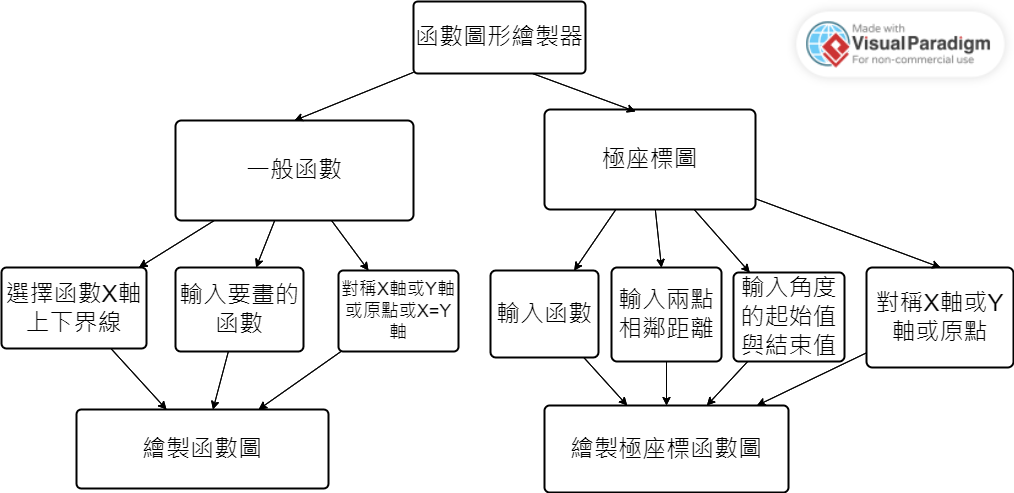 函數圖形繪製器
Made with
Visual Paradigm
For non-commercial use
一般函數
極座標圖
選擇函數X軸
上下界線
輸入要畫的
函數
對稱X軸或Y軸
或原點或X=Y
軸
輸入函數
輸入兩點
相鄰距離
輸入角度
的起始值
與結束值
對稱X軸或Y
軸或原點
繪製函數圖
繪製極座標函數圖